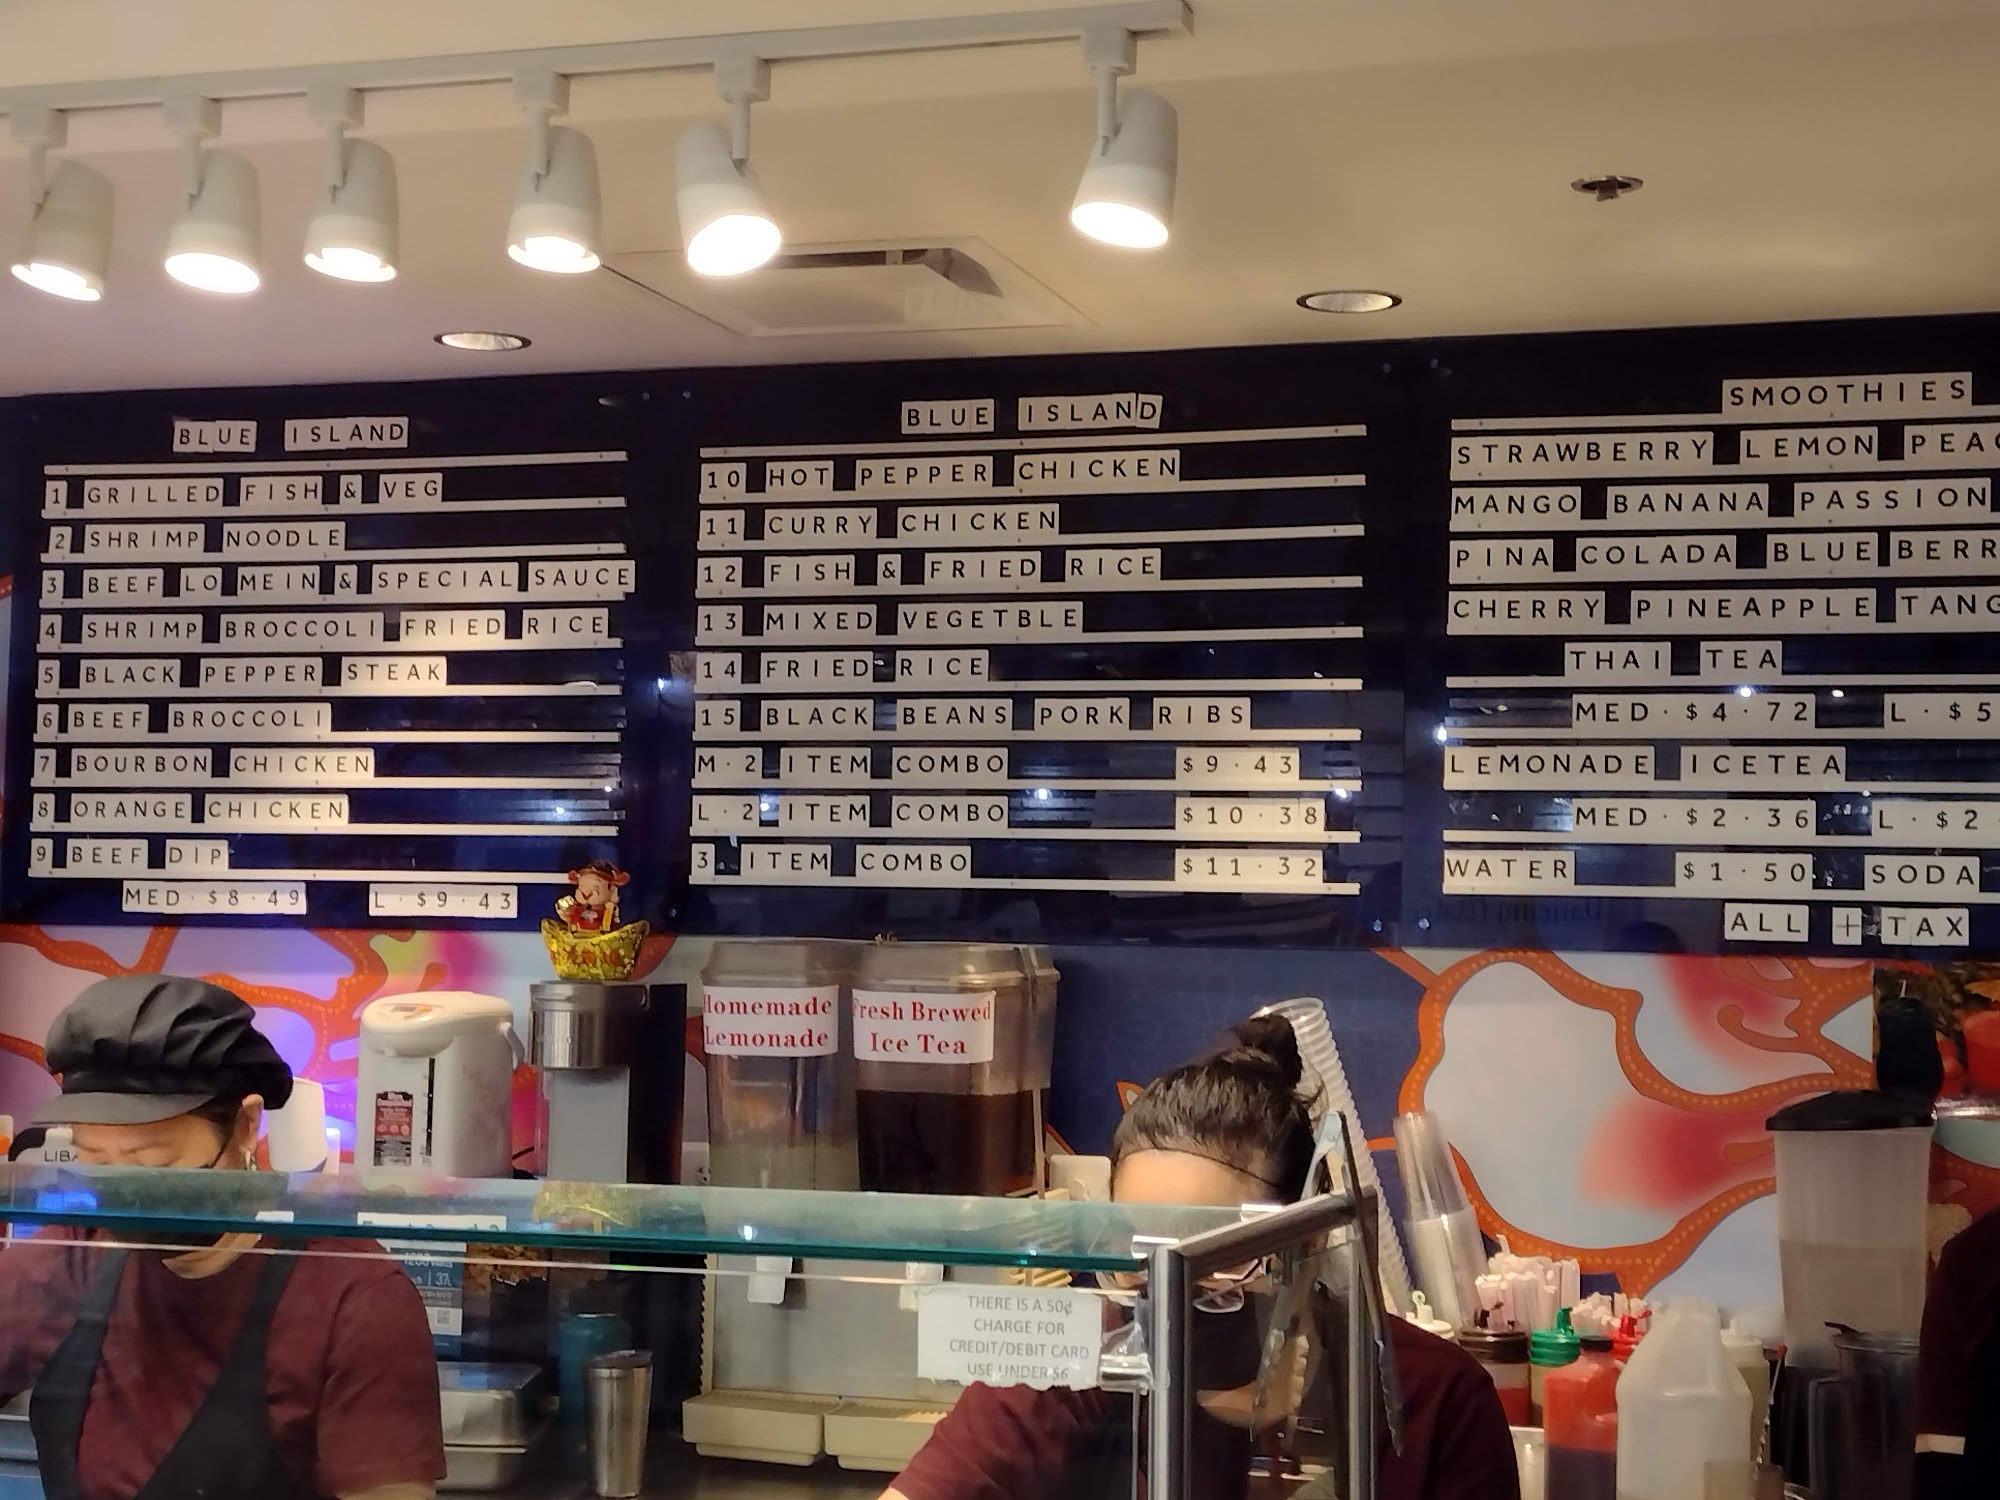 BLUE ISLAND
1 GRILLED FISH & VEG
2 SHRIMP NOODLE
3 BEEF LO MEIN & SPECIAL SAUCE
4 SHRIMP BROCCOLI FRIED RICE
5 BLACK PEPPER STEAK
6 BEEF BROCCOLI
7 BOURBON CHICKEN
8 ORANGE CHICKEN
9 BEEF DIP
MED·$8·49 L·$9·43
BLUE ISLAND
10 HOT PEPPER CHICKEN
11 CURRY CHICKEN
12 FISH & FRIED RICE
13 MIXED VEGETBLE
14 FRIED RICE
15 BLACK BEANS PORK RIBS
M·2 ITEM COMBO $9·43
L·2 ITEM COMBO $10·38
3 ITEM COMBO $11·32
SMOOTHIES
STRAWBERRY LEMON PEAC
MANGO BANANA PASSION
PINA COLADA BLUE BERR
CHERRY PINEAPPLE TANG
THAI TEA
MED·$4·72 L·$5
LEMONADE ICETEA
MED·$2·36 L·$2
WATER $1·50 SODA
ALL + TAX
Homemade
Lemonade
Fresh Brewed
Ice Tea
LIBA
THERE IS A 50¢
CHARGE FOR
CREDIT/DEBIT CARD
USE UNDER $6